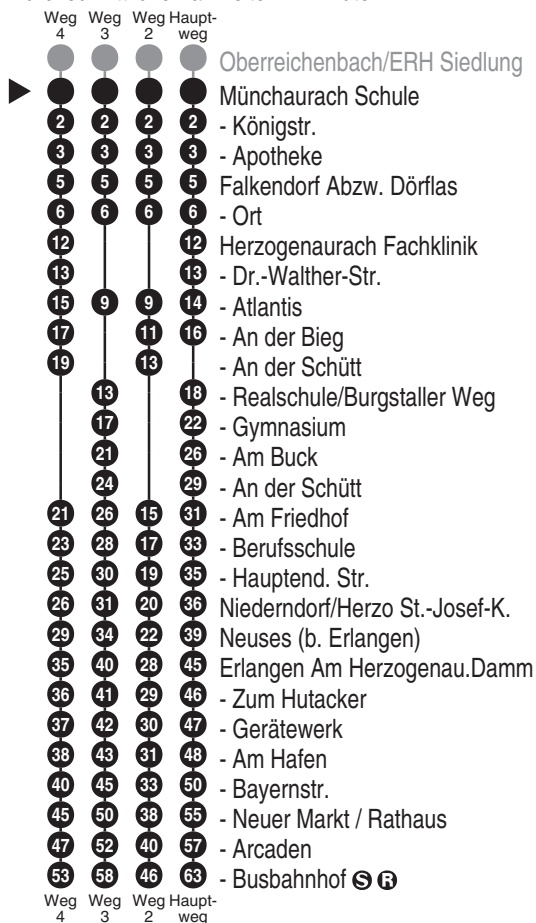 Weg Weg Weg Haupt-
4 3 2 weg
Oberreichenbach/ERH Siedlung
Münchaurach Schule
2 2 2 2 - Königstr.
3 3 3 3 - Apotheke
5 5 5 5 Falkendorf Abzw. Dörflas
6 6 6 6 - Ort
12 12 Herzogenaurach Fachklinik
13 13 - Dr.-Walther-Str.
15 9 9 14 - Atlantis
17 11 16 - An der Bieg
19 13 - An der Schütt
13 18 - Realschule/Burgstaller Weg
17 22 - Gymnasium
21 26 - Am Buck
24 29 - An der Schütt
21 26 15 31 - Am Friedhof
23 28 17 33 - Berufsschule
25 30 19 35 - Hauptend. Str.
26 31 20 36 Niederndorf/Herzo St.-Josef-K.
29 34 22 39 Neuses (b. Erlangen)
35 40 28 45 Erlangen Am Herzogenau.Damm
36 41 29 46 - Zum Hutacker
37 42 30 47 - Gerätewerk
38 43 31 48 - Am Hafen
40 45 33 50 - Bayernstr.
45 50 38 55 - Neuer Markt / Rathaus
47 52 40 57 - Arcaden
53 58 46 63 - Busbahnhof S R
Weg Weg Weg Haupt-
4 3 2 weg